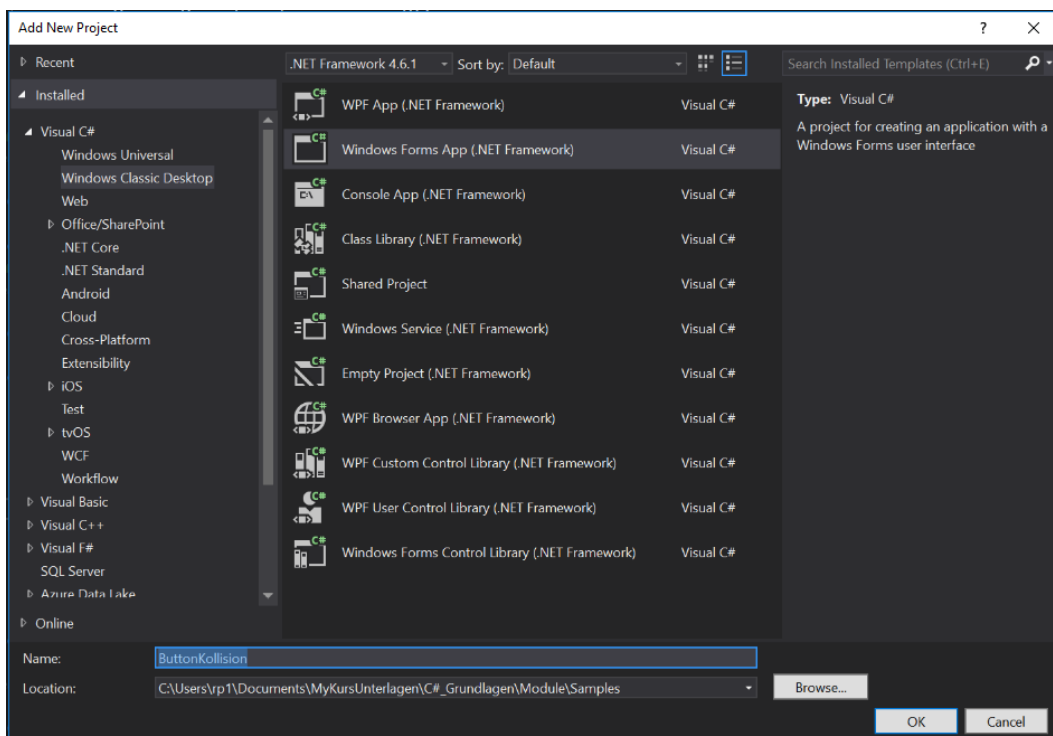 Add New Project
? ×
Recent
.NET Framework 4.6.1
Sort by: Default
Search Installed Templates (Ctrl+E)
Installed
Visual C#
Windows Universal
Windows Classic Desktop
Web
Office/SharePoint
.NET Core
.NET Standard
Android
Cloud
Cross-Platform
Extensibility
iOS
Test
tvOS
WCF
Workflow
Visual Basic
Visual C++
Visual F#
SQL Server
Azure Data Lake
Online
WPF App (.NET Framework) Visual C#
Windows Forms App (.NET Framework) Visual C#
Console App (.NET Framework) Visual C#
Class Library (.NET Framework) Visual C#
Shared Project Visual C#
Windows Service (.NET Framework) Visual C#
Empty Project (.NET Framework) Visual C#
WPF Browser App (.NET Framework) Visual C#
WPF Custom Control Library (.NET Framework) Visual C#
WPF User Control Library (.NET Framework) Visual C#
Windows Forms Control Library (.NET Framework) Visual C#
Type: Visual C#
A project for creating an application with a
Windows Forms user interface
Name: ButtonKollision
Location: C:\Users\rp1\Documents\MyKursUnterlagen\C#_Grundlagen\Module\Samples
Browse...
OK Cancel